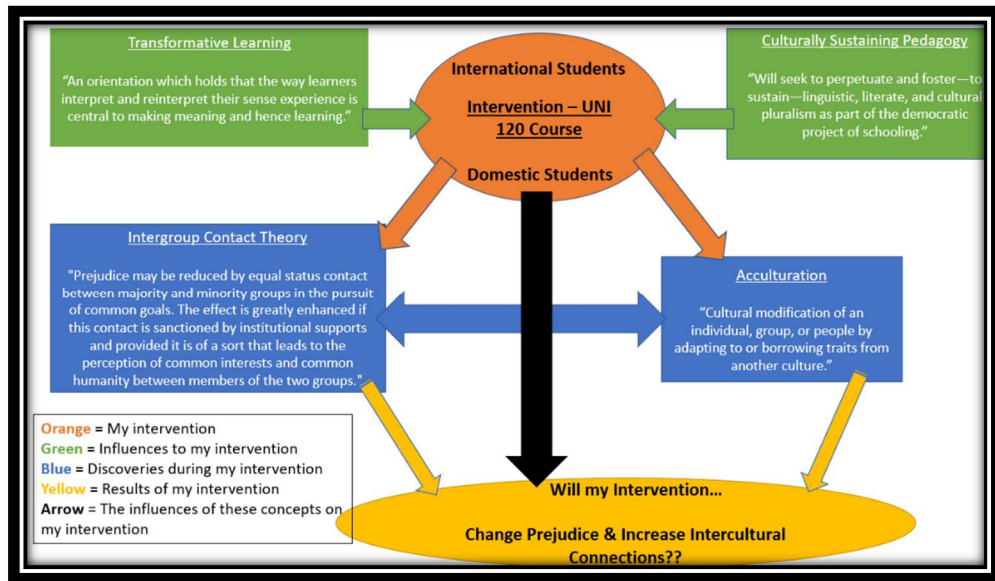 Transformative Learning
“An orientation which holds that the way learners
interpret and reinterpret their sense experience is
central to making meaning and hence learning.”
International Students
Intervention – UNI
120 Course
Domestic Students
Culturally Sustaining Pedagogy
“Will seek to perpetuate and foster—to
sustain—linguistic, literate, and cultural
pluralism as part of the democratic
project of schooling.”
Intergroup Contact Theory
"Prejudice may be reduced by equal status contact
between majority and minority groups in the pursuit
of common goals. The effect is greatly enhanced if
this contact is sanctioned by institutional supports
and provided it is of a sort that leads to the
perception of common interests and common
humanity between members of the two groups."
Acculturation
“Cultural modification of an
individual, group, or people by
adapting to or borrowing traits from
another culture.”
Orange = My intervention
Green = Influences to my intervention
Blue = Discoveries during my intervention
Yellow = Results of my intervention
Arrow = The influences of these concepts on
my intervention
Will my Intervention...
Change Prejudice & Increase Intercultural
Connections??